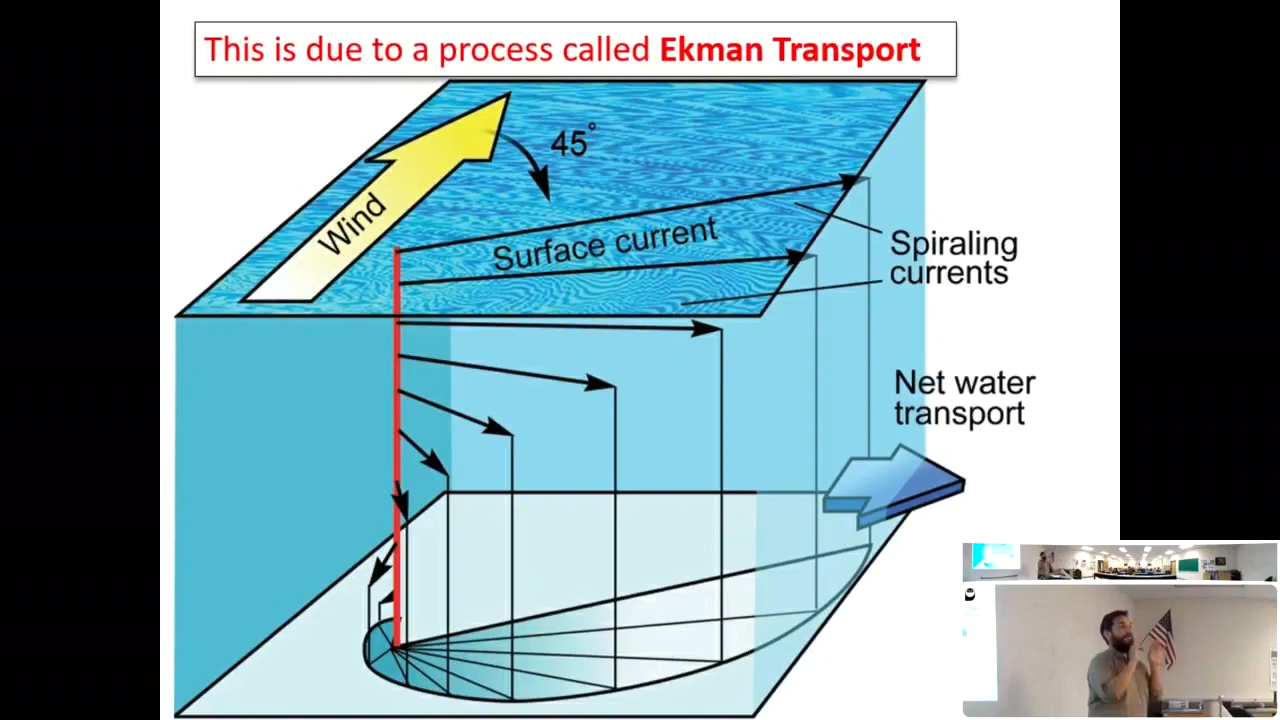 This is due to a process called Ekman Transport
45°
Wind
Surface current
Spiraling
currents
Net water
transport